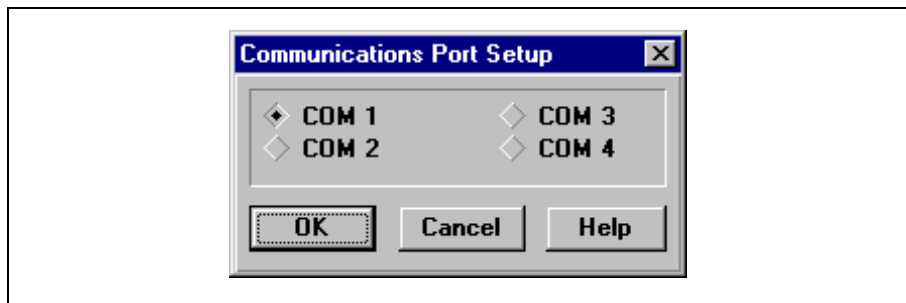 Communications Port Setup
COM 1 COM 3
COM 2 COM 4
OK Cancel Help